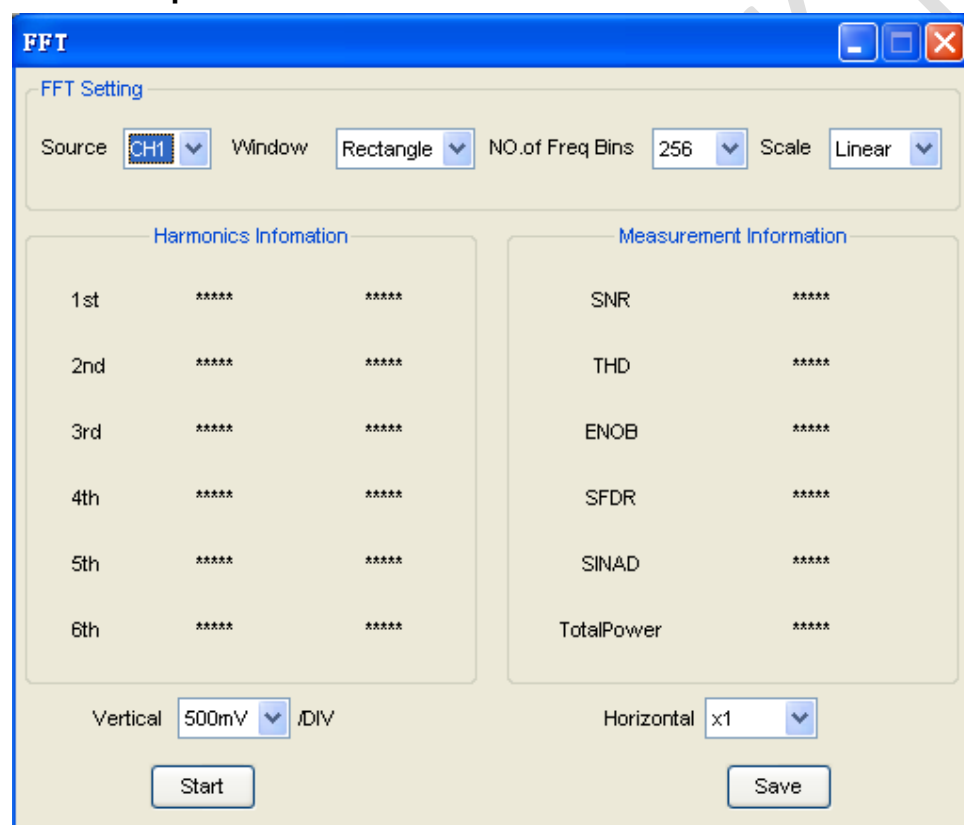 FFT
FFT Setting
Source CH1 Window Rectangle NO.of Freq Bins 256 Scale Linear
Harmonics Infomation
1st ***** *****
2nd ***** *****
3rd ***** *****
4th ***** *****
5th ***** *****
6th ***** *****
Measurement Information
SNR *****
THD *****
ENOB *****
SFDR *****
SINAD *****
TotalPower *****
Vertical 500mV /DIV
Horizontal x1
Start
Save